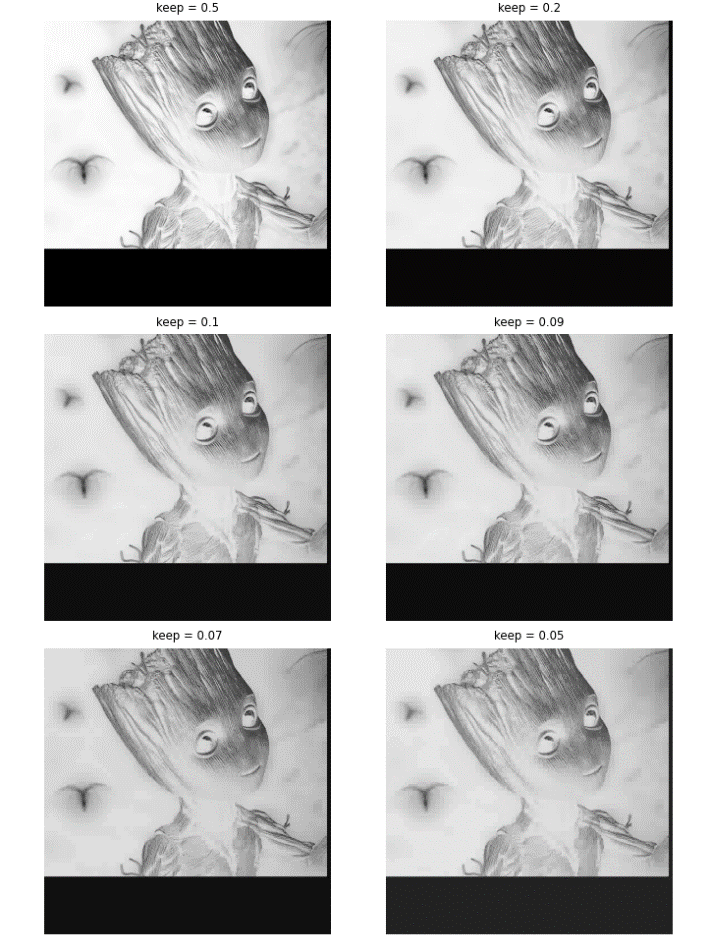 keep = 0.5
keep = 0.2
keep = 0.1
keep = 0.09
keep = 0.07
keep = 0.05